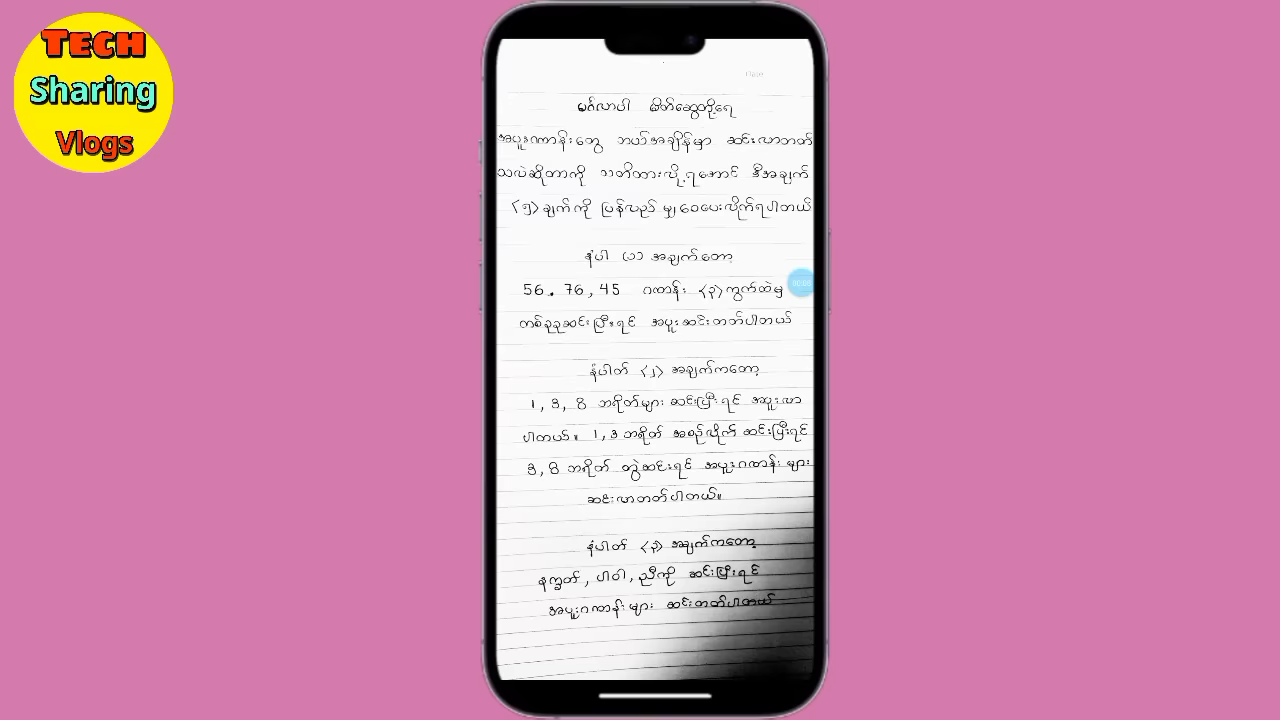 TECH
Sharing
Vlogs
Date
မင်္ဂလာပါ မိတ်ဆွေတို့ရေ
အပူးဂဏန်းတွေ ဘယ်အချိန်မှာ ဆင်းလာတတ်
သလဲဆိုတာကို သတိထားလို့ရအောင် ဒီအချက်
(၅) ချက်ကို ပြန်လည် မျှဝေပေးလိုက်ရပါတယ်
နံပါတ် (၁) အချက်တော့
56. 76, 45 ဂဏန်း (၃) ကွက်ထဲမှ
00:00
တစ်ခုခုဆင်းပြီးရင် အပူးဆင်းတတ်ပါတယ်
နံပါတ် (၂) အချက်ကတော့
1, 3, 8 ဘရိတ်များ ဆင်းပြီးရင် အပူးလာ
ပါတယ်။ 1, 3 ဘရိတ် အစဉ်လိုက် ဆင်းပြီးရင်
3, 8 ဘရိတ် တွဲဆင်းရင် အပူးဂဏန်းများ
ဆင်းလာတတ်ပါတယ်။
နံပါတ် (၃) အချက်ကတော့
နက္ခတ်, ပါဝါ, ညီကို ဆင်းပြီးရင်
အပူးဂဏန်းများ ဆင်းတတ်ပါတယ်